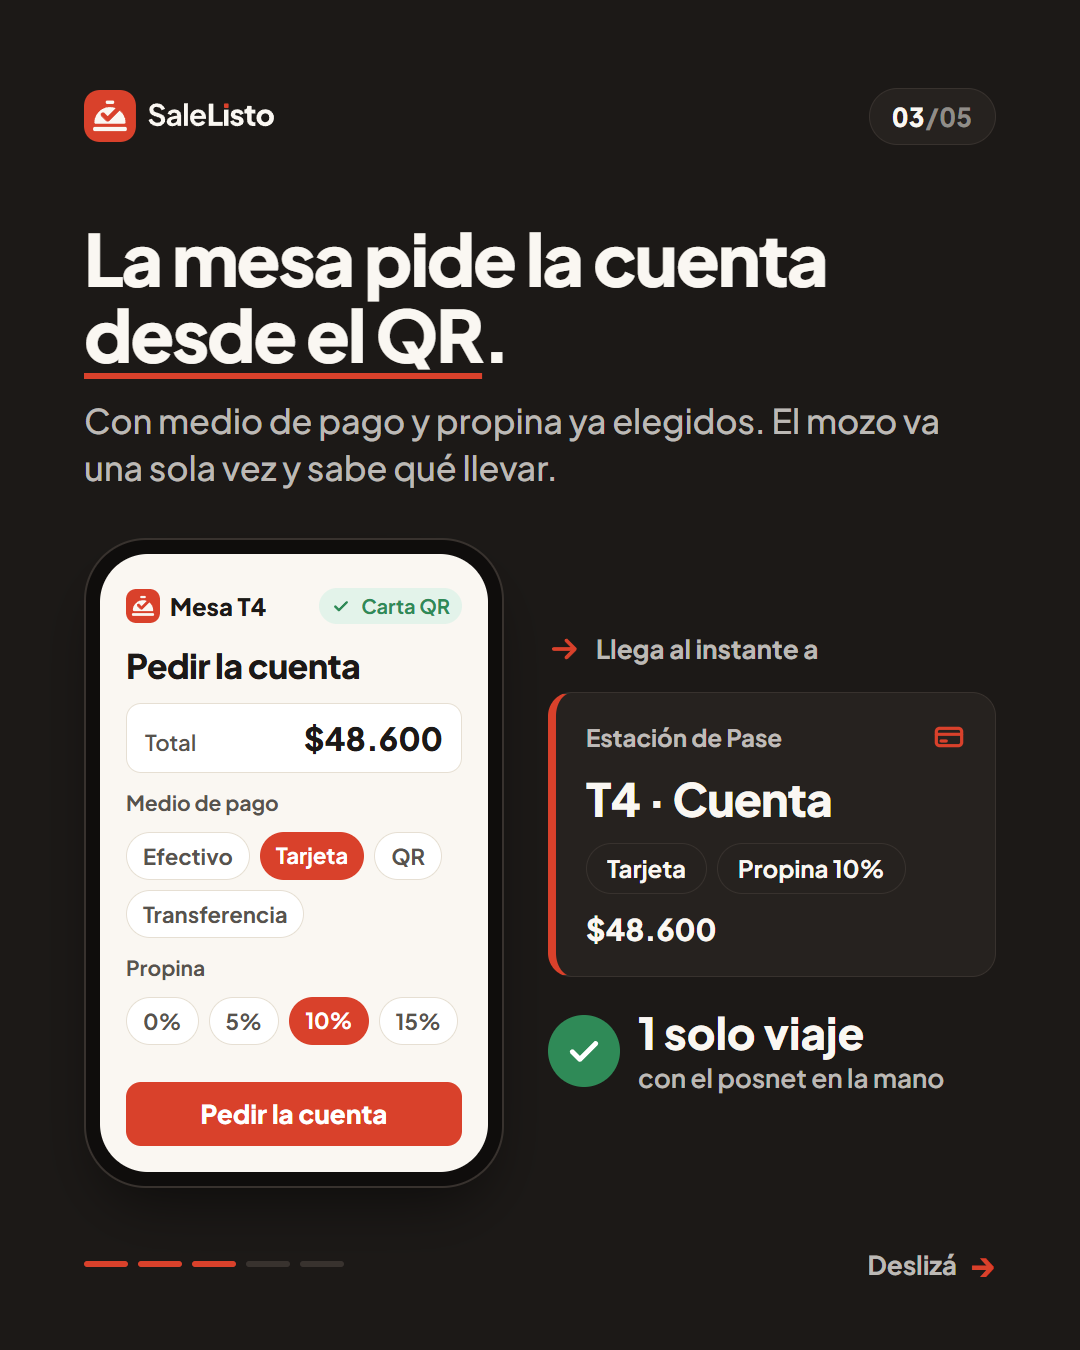 SaleListo
03/05
La mesa pide la cuenta
desde el QR.
Con medio de pago y propina ya elegidos. El mozo va
una sola vez y sabe qué llevar.
Mesa T4
Carta QR
Pedir la cuenta
Total $48.600
Medio de pago
Efectivo Tarjeta QR
Transferencia
Propina
0% 5% 10% 15%
Pedir la cuenta
Llega al instante a
Estación de Pase
T4 · Cuenta
Tarjeta Propina 10%
$48.600
1 solo viaje
con el posnet en la mano
Deslizá